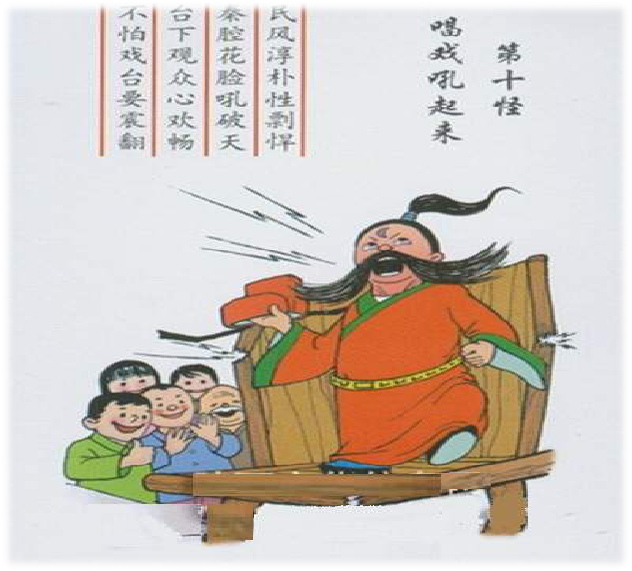 第十怪
唱戏吼起来
民风淳朴性剽悍
秦腔花脸吼破天
台下观众心欢畅
不怕戏台要震翻